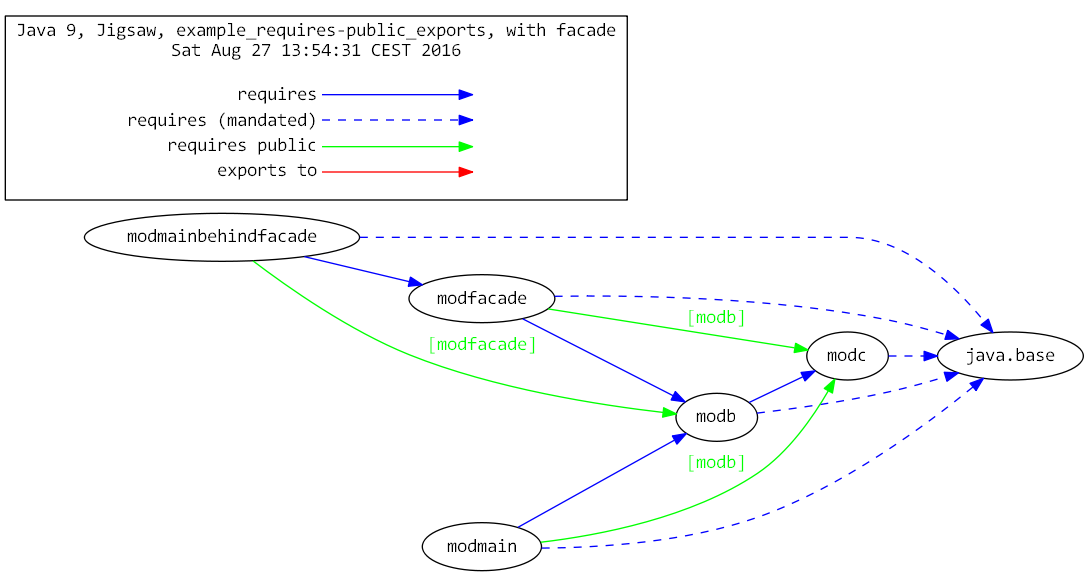 Java 9, Jigsaw, example_requires-public_exports, with facade
Sat Aug 27 13:54:31 CEST 2016
requires
requires (mandated)
requires public
exports to
modmainbehindfacade
modfacade
[modb]
[modfacade]
modc
java.base
modb
[modb]
modmain